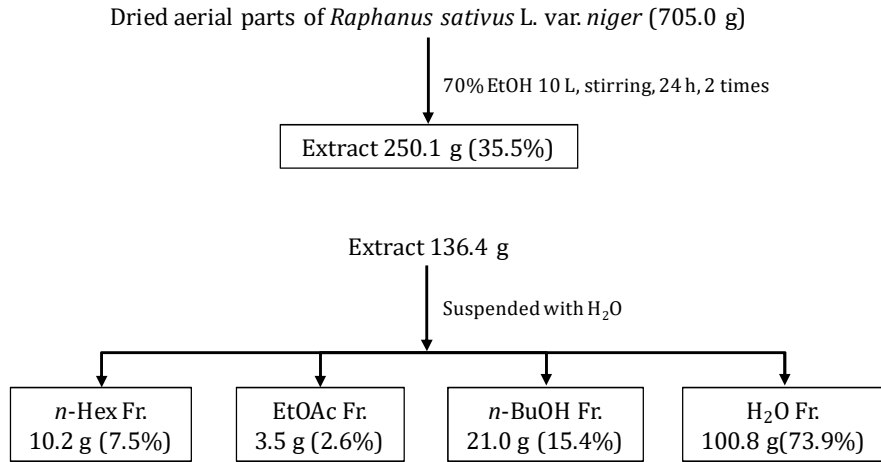 Dried aerial parts of Raphanus sativus L. var. niger (705.0 g)
70% EtOH 10 L, stirring, 24 h, 2 times
Extract 250.1 g (35.5%)
Extract 136.4 g
Suspended with H₂O
n-Hex Fr.
10.2 g (7.5%)
EtOAc Fr.
3.5 g (2.6%)
n-BuOH Fr.
21.0 g (15.4%)
H₂O Fr.
100.8 g(73.9%)